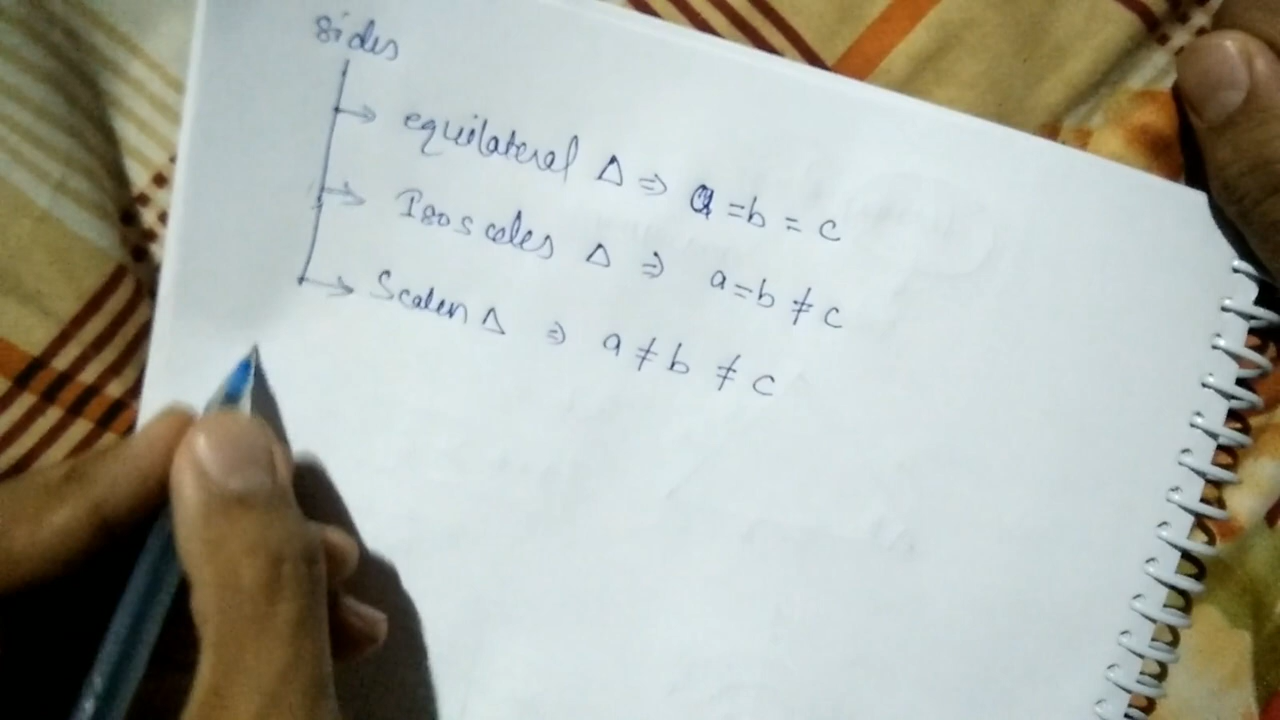 sides
equilateral Δ ⇒ a = b = c
Isosceles Δ ⇒ a = b ≠ c
Scalen Δ ⇒ a ≠ b ≠ c